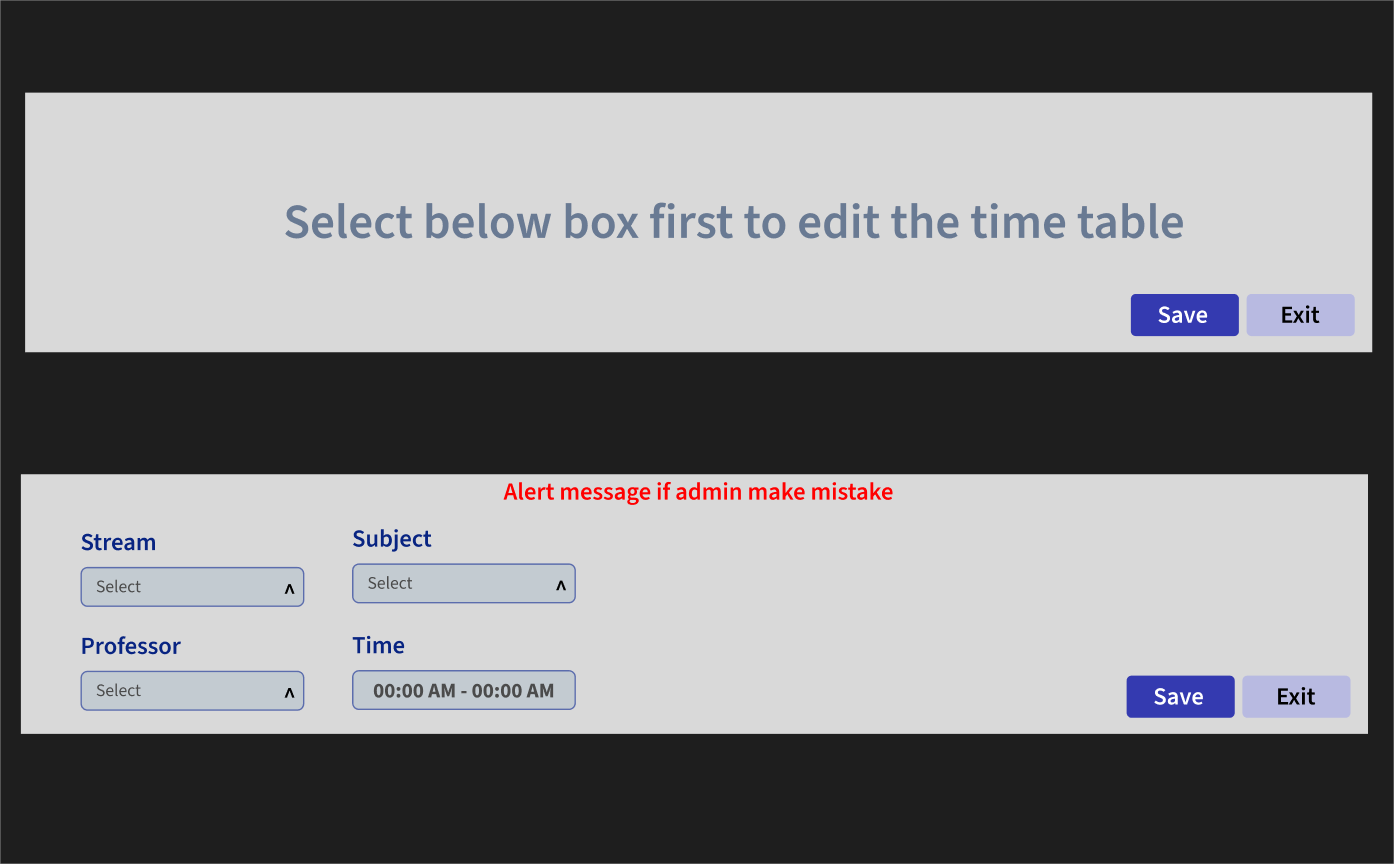 Select below box first to edit the time table
Save
Exit
Alert message if admin make mistake
Stream
Subject
Select
Select
Professor
Time
Select
00:00 AM - 00:00 AM
Save
Exit